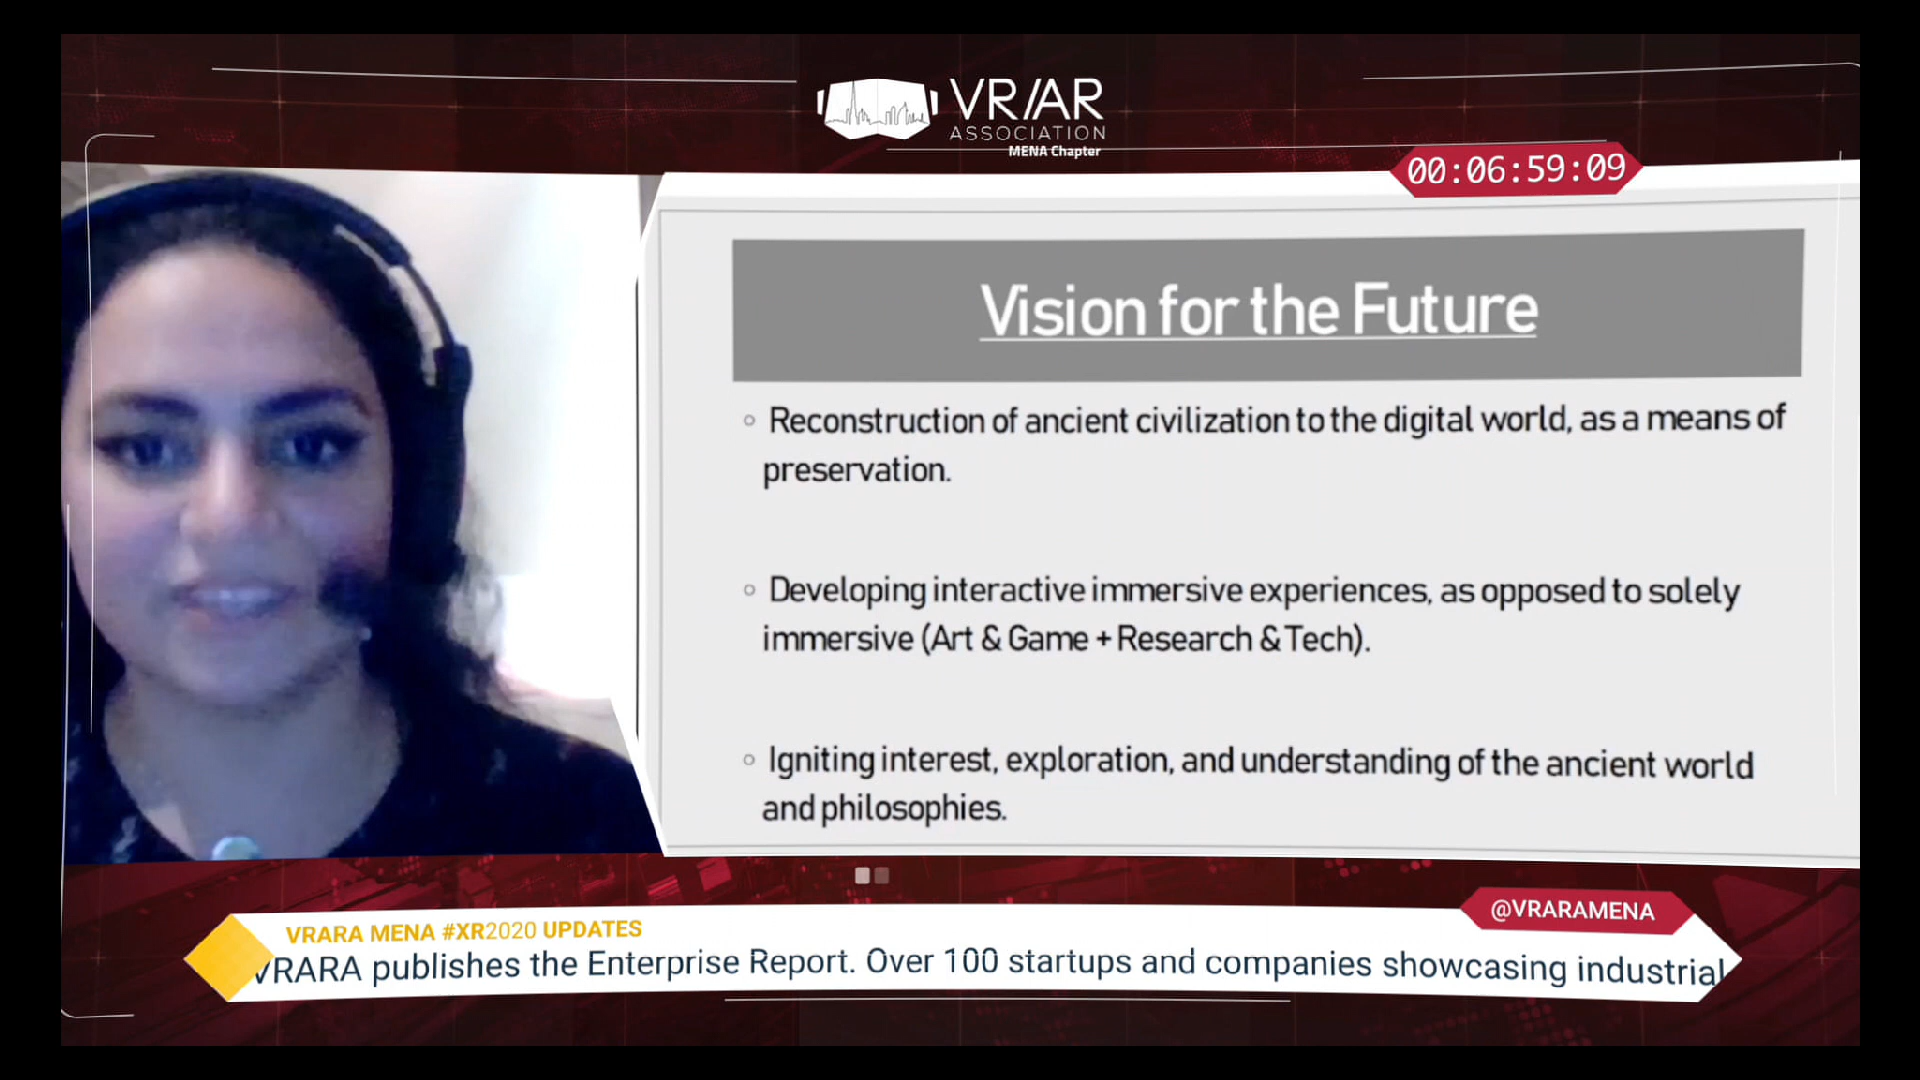 VR/AR
ASSOCIATION
MENA Chapter
00:06:59:09
Vision for the Future
Reconstruction of ancient civilization to the digital world, as a means of
preservation.
Developing interactive immersive experiences, as opposed to solely
immersive (Art & Game + Research & Tech).
Igniting interest, exploration, and understanding of the ancient world
and philosophies.
@VRARAMENA
VRARA MENA #XR2020 UPDATES
VRARA publishes the Enterprise Report. Over 100 startups and companies showcasing industrial